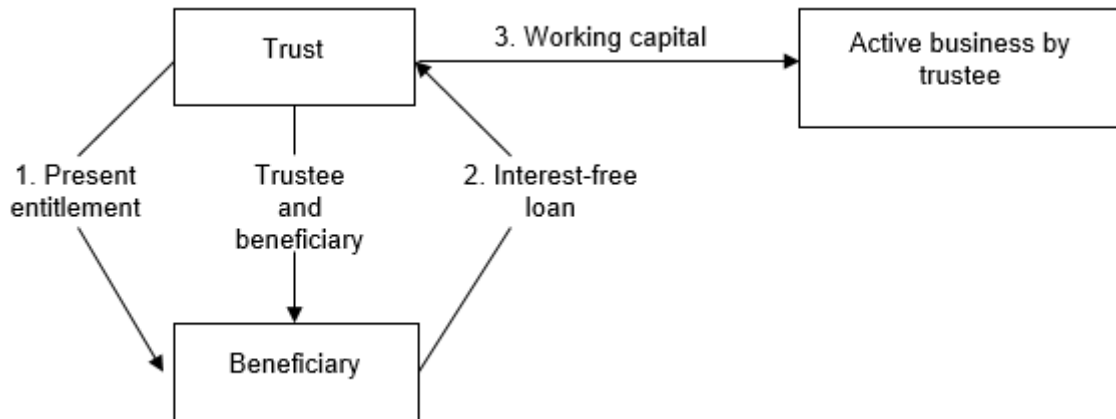 Trust
3. Working capital
Active business by
trustee
1. Present
entitlement
Trustee
and
beneficiary
2. Interest-free
loan
Beneficiary